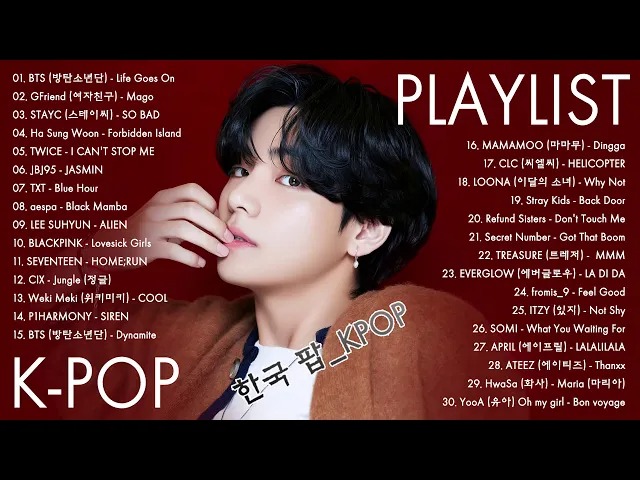 01. BTS (방탄소년단) - Life Goes On
02. GFriend (여자친구) - Mago
03. STAYC (스테이씨) - SO BAD
04. Ha Sung Woon - Forbidden Island
05. TWICE - I CAN'T STOP ME
06. JBJ95 - JASMIN
07. TXT - Blue Hour
08. aespa - Black Mamba
09. LEE SUHYUN - ALIEN
10. BLACKPINK - Lovesick Girls
11. SEVENTEEN - HOME;RUN
12. CIX - Jungle (정글)
13. Weki Meki (위키미키) - COOL
14. P1HARMONY - SIREN
15. BTS (방탄소년단) - Dynamite
K-POP
한국 팝_KPOP
PLAYLIST
16. MAMAMOO (마마무) - Dingga
17. CLC (씨엘씨) - HELICOPTER
18. LOONA (이달의 소녀) - Why Not
19. Stray Kids - Back Door
20. Refund Sisters - Don't Touch Me
21. Secret Number - Got That Boom
22. TREASURE (트레저) - MMM
23. EVERGLOW (에버글로우) - LA DI DA
24. fromis_9 - Feel Good
25. ITZY (있지) - Not Shy
26. SOMI - What You Waiting For
27. APRIL (에이프릴) - LALALILALA
28. ATEEZ (에이티즈) - Thanxx
29. HwaSa (화사) - Maria (마리아)
30. YooA (유아) Oh my girl - Bon voyage